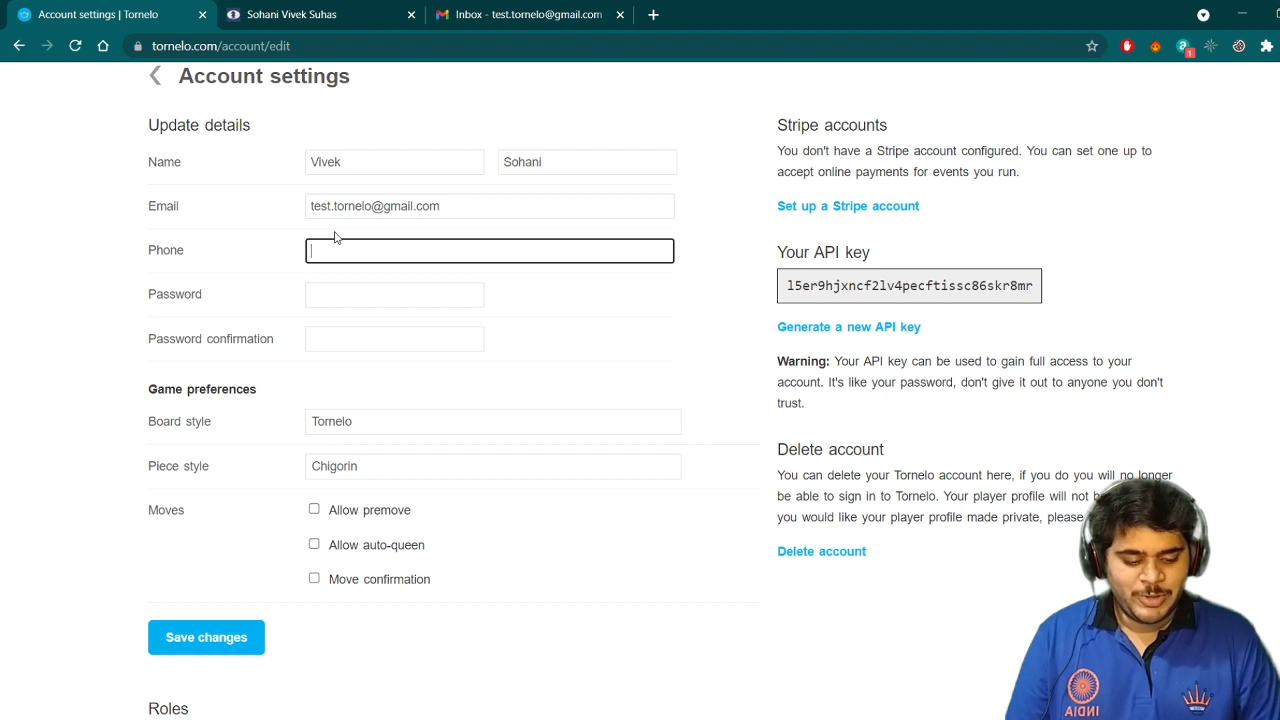 Account settings | Tornelo
Sohani Vivek Suhas
Inbox - test.tornelo@gmail.com
tornelo.com/account/edit
1
Account settings
Update details
Name
Vivek
Sohani
Email
test.tornelo@gmail.com
Phone
Password
Password confirmation
Game preferences
Board style
Tornelo
Piece style
Chigorin
Moves
Allow premove
Allow auto-queen
Move confirmation
Save changes
Roles
Stripe accounts
You don't have a Stripe account configured. You can set one up to
accept online payments for events you run.
Set up a Stripe account
Your API key
l5er9hjxncf2lv4pecftissc86skr8mr
Generate a new API key
Warning: Your API key can be used to gain full access to your
account. It's like your password, don't give it out to anyone you don't
trust.
Delete account
You can delete your Tornelo account here, if you do you will no longer
be able to sign in to Tornelo. Your player profile will not
you would like your player profile made private, please
Delete account
INDIA